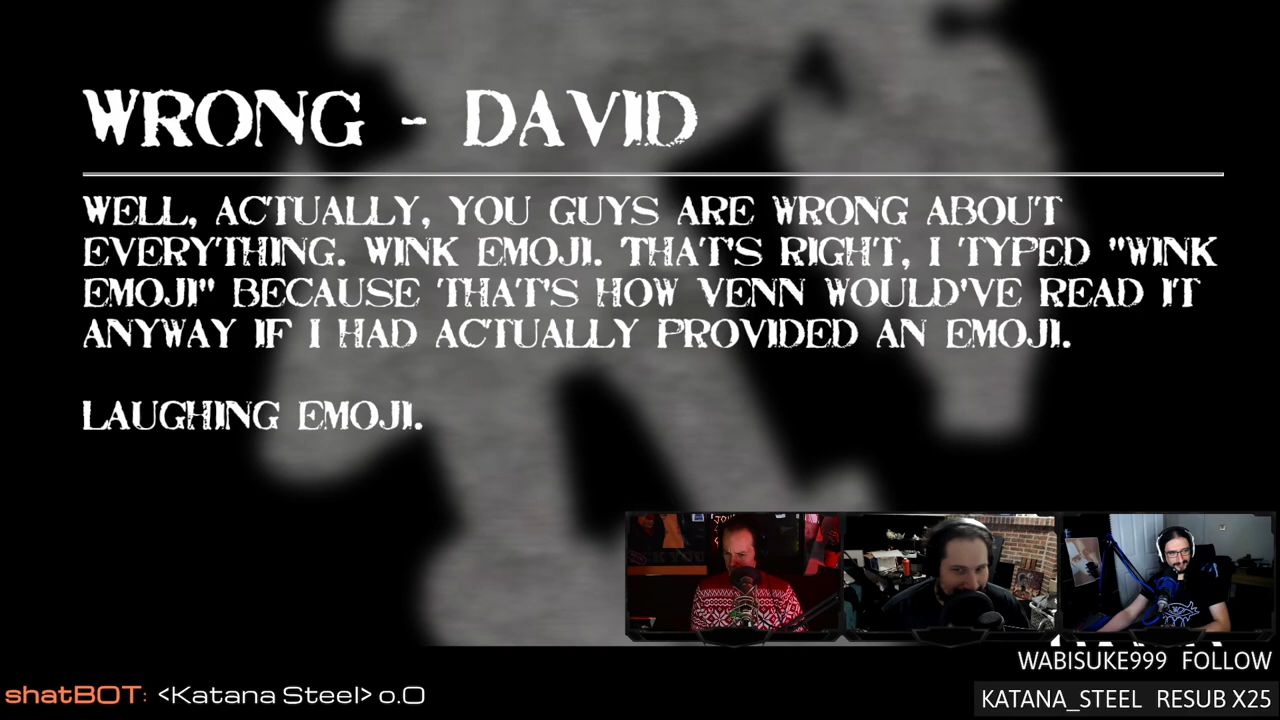 WRONG - DAVID
WELL, ACTUALLY, YOU GUYS ARE WRONG ABOUT
EVERYTHING. WINK EMOJI. THAT'S RIGHT, I TYPED "WINK
EMOJI" BECAUSE THAT'S HOW VENN WOULD'VE READ IT
ANYWAY IF I HAD ACTUALLY PROVIDED AN EMOJI.
LAUGHING EMOJI.
WABISUKE999 FOLLOW
shatBOT: <Katana Steel> o.O
KATANA_STEEL RESUB X25